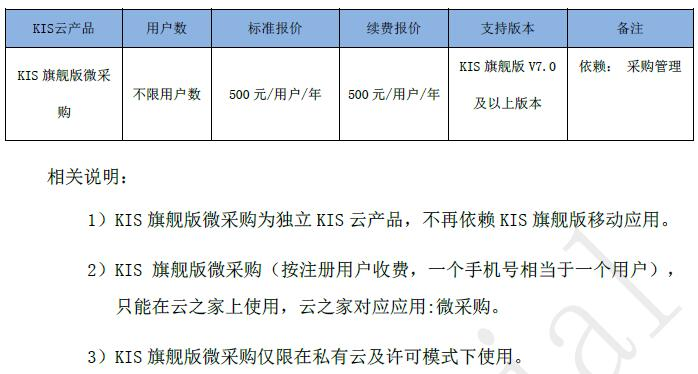 KIS云产品 用户数 标准报价 续费报价 支持版本 备注
KIS 旗舰版微采购 不限用户数 500 元/用户/年 500 元/用户/年 KIS 旗舰版 V7.0 及以上版本 依赖： 采购管理
相关说明：
1）KIS 旗舰版微采购为独立 KIS 云产品，不再依赖 KIS 旗舰版移动应用。
2）KIS 旗舰版微采购（按注册用户收费，一个手机号相当于一个用户），
只能在云之家上使用，云之家对应应用:微采购。
3）KIS 旗舰版微采购仅限在私有云及许可模式下使用。
ial